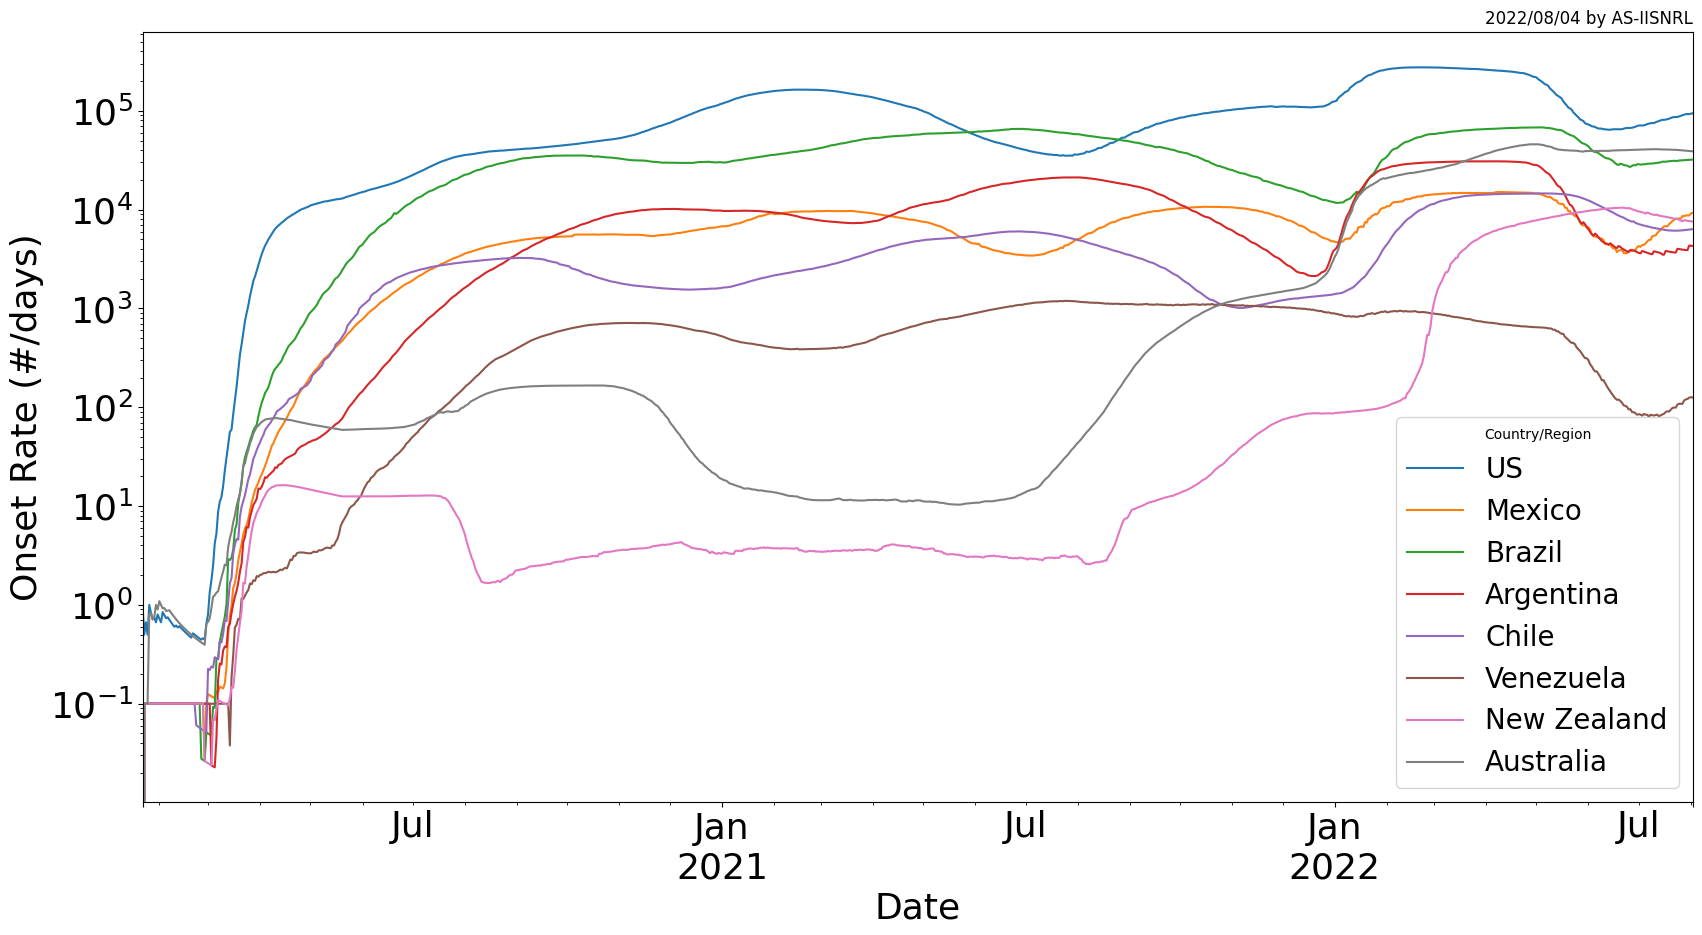 2022/08/04 by AS-IISNRL
Onset Rate (#/days)
10^5
10^4
10^3
10^2
10^1
10^0
10^−1
Country/Region
US
Mexico
Brazil
Argentina
Chile
Venezuela
New Zealand
Australia
Jul
Jan
2021
Jul
Jan
2022
Jul
Date